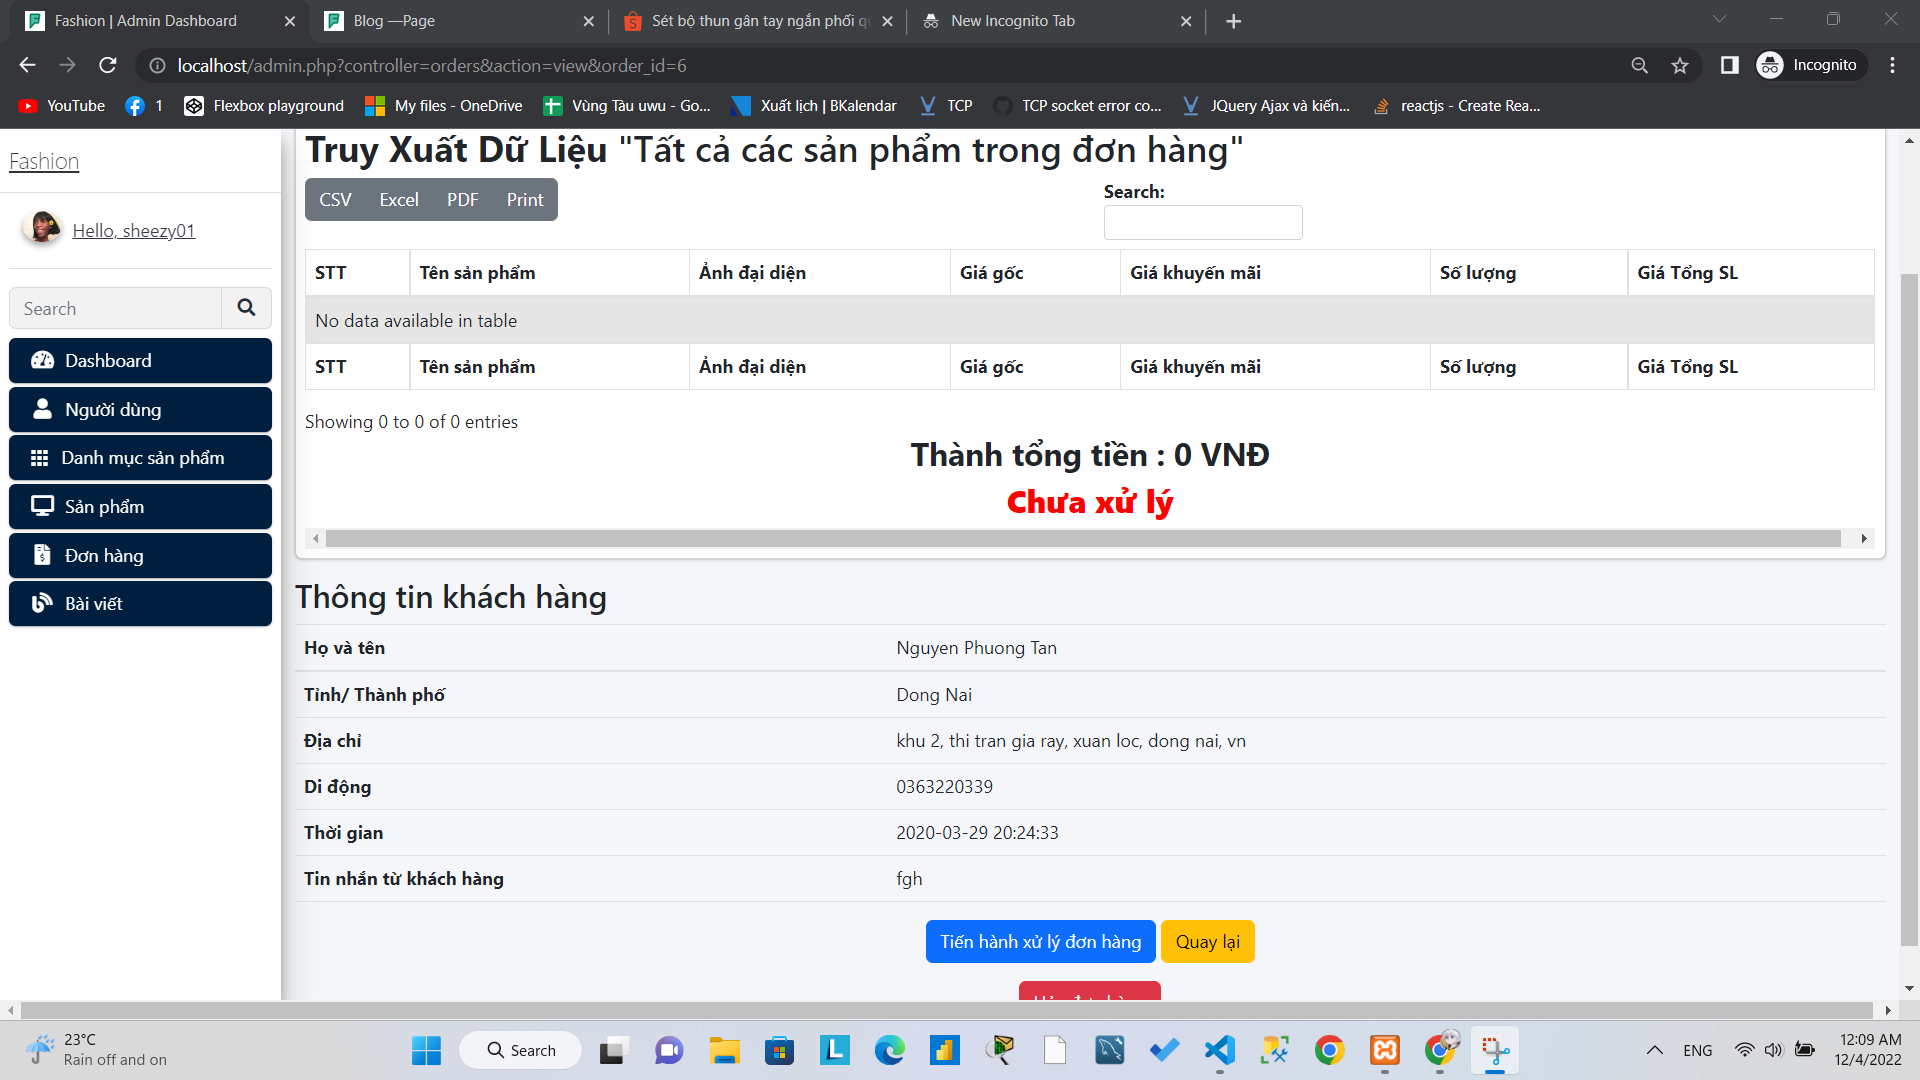 Fashion | Admin Dashboard
Blog —Page
Sét bộ thun gân tay ngắn phối qu
New Incognito Tab
localhost/admin.php?controller=orders&action=view&order_id=6
Incognito
YouTube
1
Flexbox playground
My files - OneDrive
Vùng Tàu uwu - Go...
Xuất lịch | BKalendar
TCP
TCP socket error co...
JQuery Ajax và kiến...
reactjs - Create Rea...
Fashion
Hello, sheezy01
Search
Dashboard
Người dùng
Danh mục sản phẩm
Sản phẩm
Đơn hàng
Bài viết
Truy Xuất Dữ Liệu "Tất cả các sản phẩm trong đơn hàng"
CSV Excel PDF Print
Search:
STT Tên sản phẩm Ảnh đại diện Giá gốc Giá khuyến mãi Số lượng Giá Tổng SL
No data available in table
STT Tên sản phẩm Ảnh đại diện Giá gốc Giá khuyến mãi Số lượng Giá Tổng SL
Showing 0 to 0 of 0 entries
Thành tổng tiền : 0 VNĐ
Chưa xử lý
Thông tin khách hàng
Họ và tên Nguyen Phuong Tan
Tỉnh/ Thành phố Dong Nai
Địa chỉ khu 2, thi tran gia ray, xuan loc, dong nai, vn
Di động 0363220339
Thời gian 2020-03-29 20:24:33
Tin nhắn từ khách hàng fgh
Tiến hành xử lý đơn hàng
Quay lại
23°C
Rain off and on
Search
ENG
12:09 AM
12/4/2022